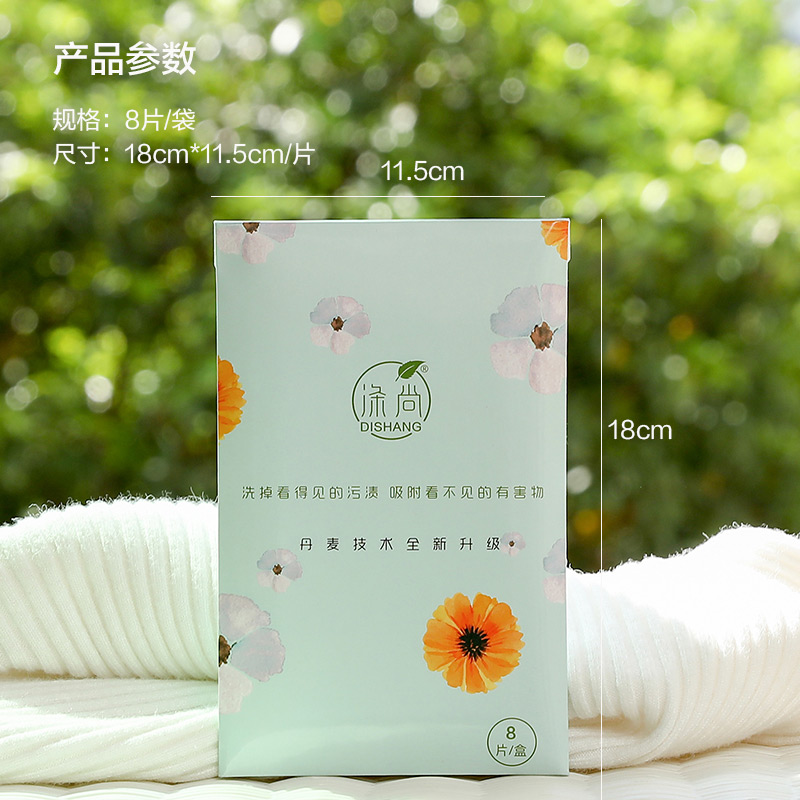 产品参数
规格：8片/袋
尺寸：18cm*11.5cm/片
11.5cm
18cm
涤尚®
DISHANG
洗掉看得见的污渍 吸附看不见的有害物
丹麦技术全新升级
8
片/盒